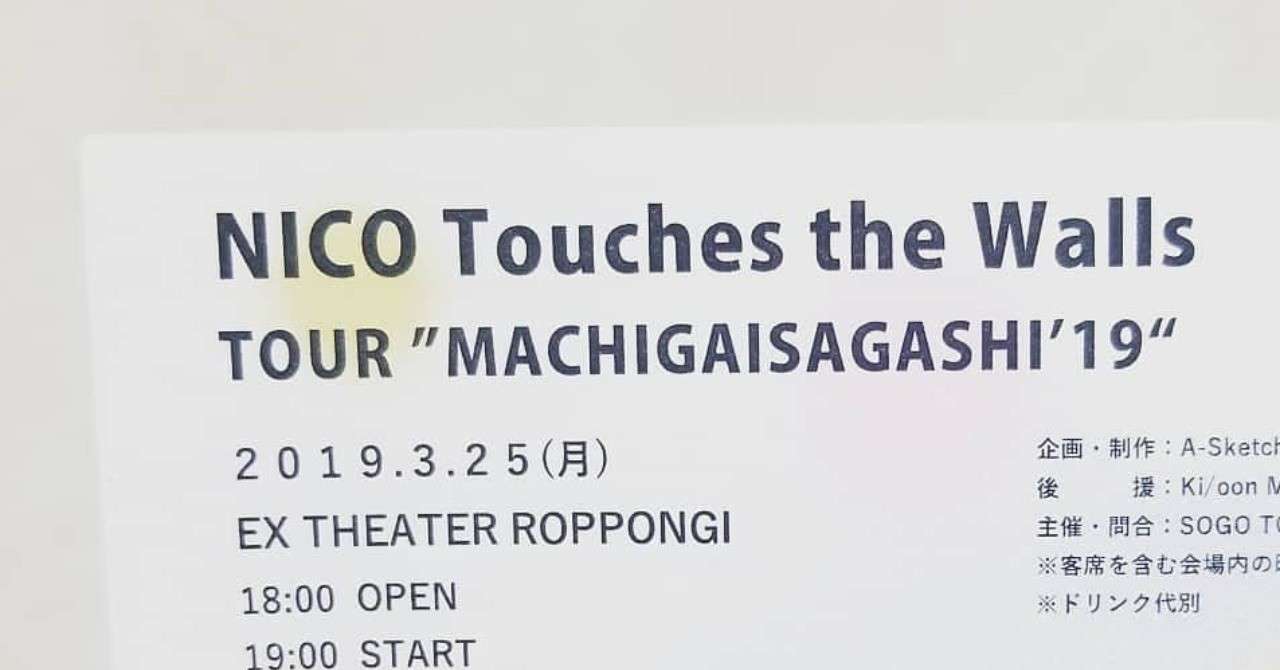 NICO Touches the Walls
TOUR ”MACHIGAISAGASHI’19“
2019.3.25(月)
EX THEATER ROPPONGI
18:00 OPEN
19:00 START
企画・制作：A-Sketch
後　援：Ki/oon
主催・問合：SOGO
※客席を含む会場内の
※ドリンク代別